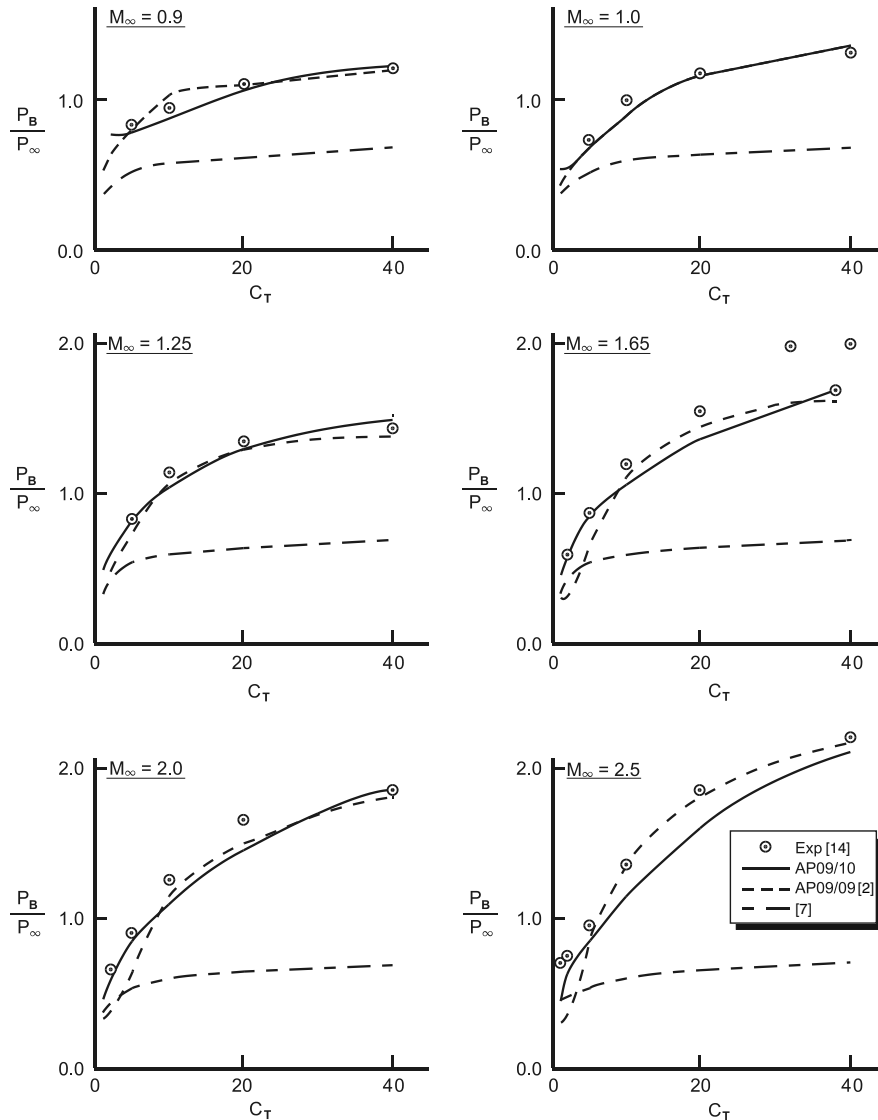 M∞ = 0.9
1.0
P_B
P∞
0.0
0
20
40
C_T
M∞ = 1.0
1.0
P_B
P∞
0.0
0
20
40
C_T
M∞ = 1.25
2.0
1.0
P_B
P∞
0.0
0
20
40
C_T
M∞ = 1.65
2.0
1.0
P_B
P∞
0.0
0
20
40
C_T
M∞ = 2.0
2.0
1.0
P_B
P∞
0.0
0
20
40
C_T
M∞ = 2.5
2.0
1.0
P_B
P∞
0.0
0
20
40
C_T
Exp [14]
AP09/10
AP09/09 [2]
[7]